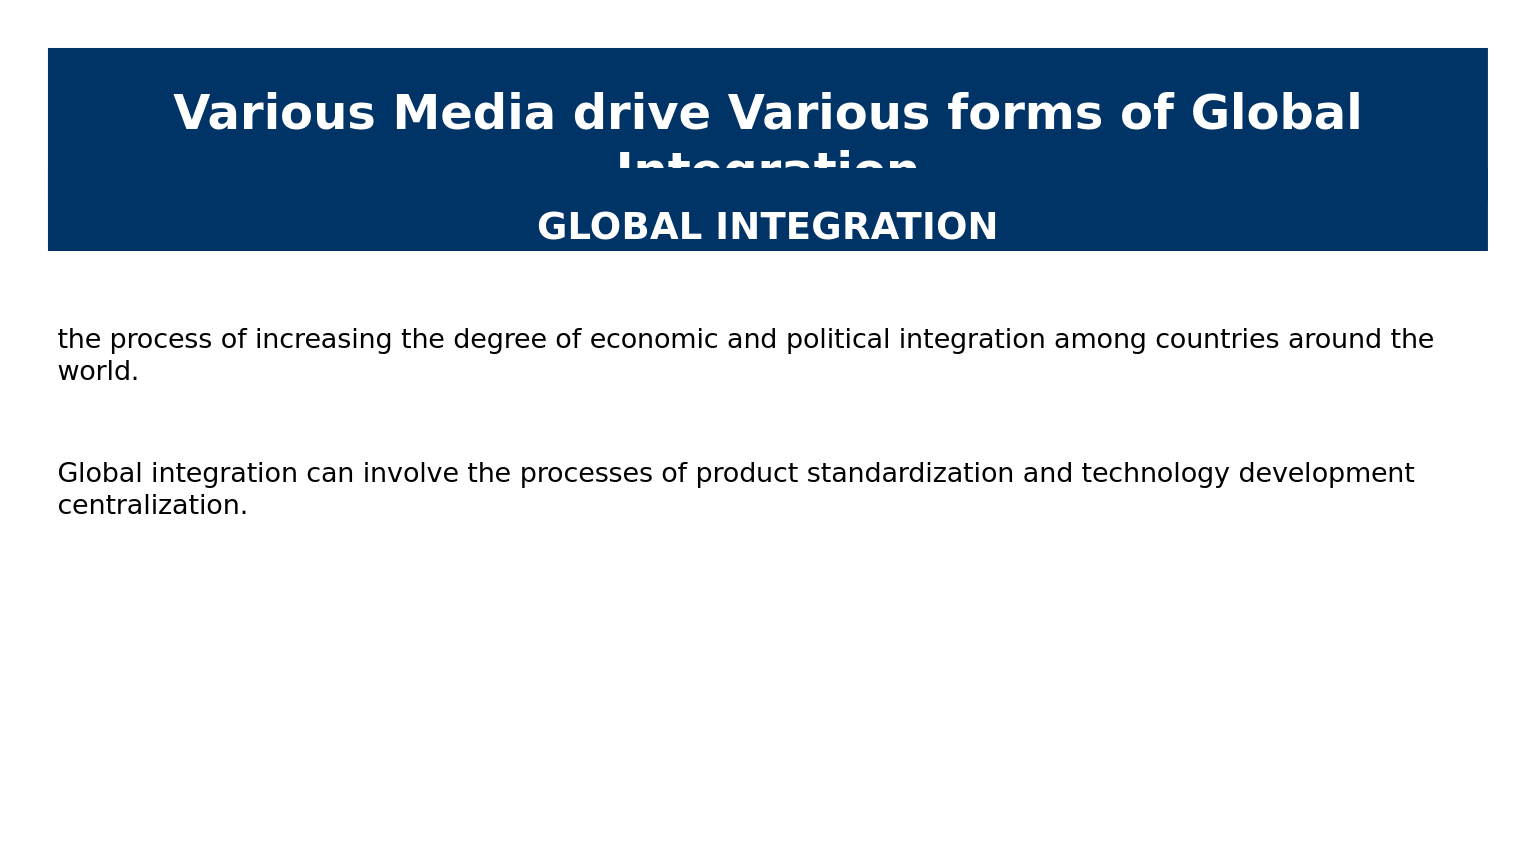 Various Media drive Various forms of Global
Integration
GLOBAL INTEGRATION
the process of increasing the degree of economic and political integration among countries around the
world.
Global integration can involve the processes of product standardization and technology development
centralization.